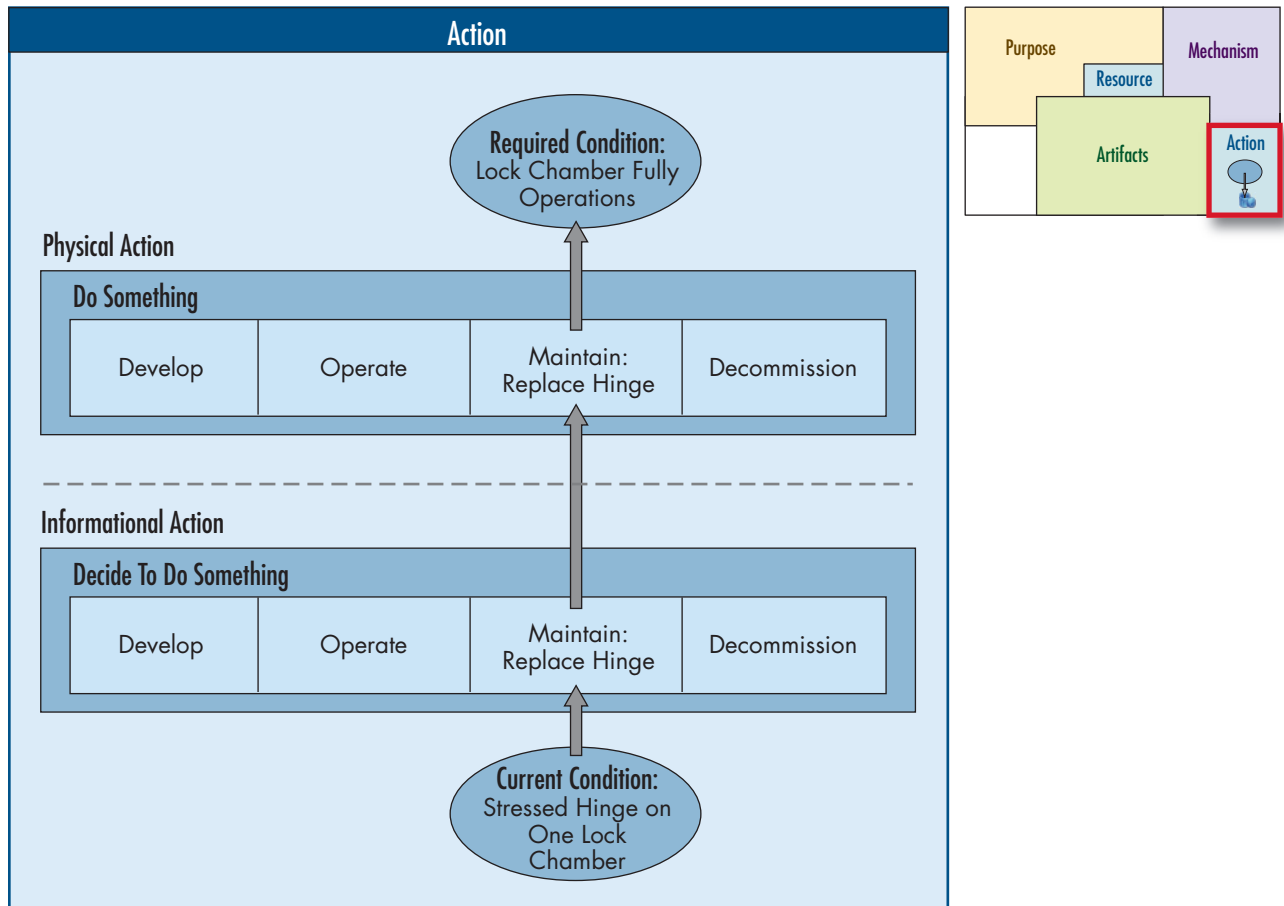 Action
Required Condition:
Lock Chamber Fully
Operations
Physical Action
Do Something
Develop
Operate
Maintain:
Replace Hinge
Decommission
Informational Action
Decide To Do Something
Develop
Operate
Maintain:
Replace Hinge
Decommission
Current Condition:
Stressed Hinge on
One Lock
Chamber
Purpose
Mechanism
Resource
Artifacts
Action